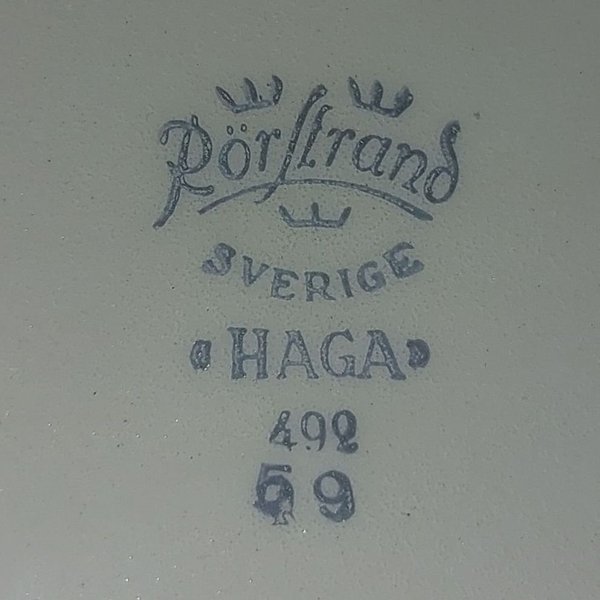 Rörstrand
SVERIGE
"HAGA"
492
59